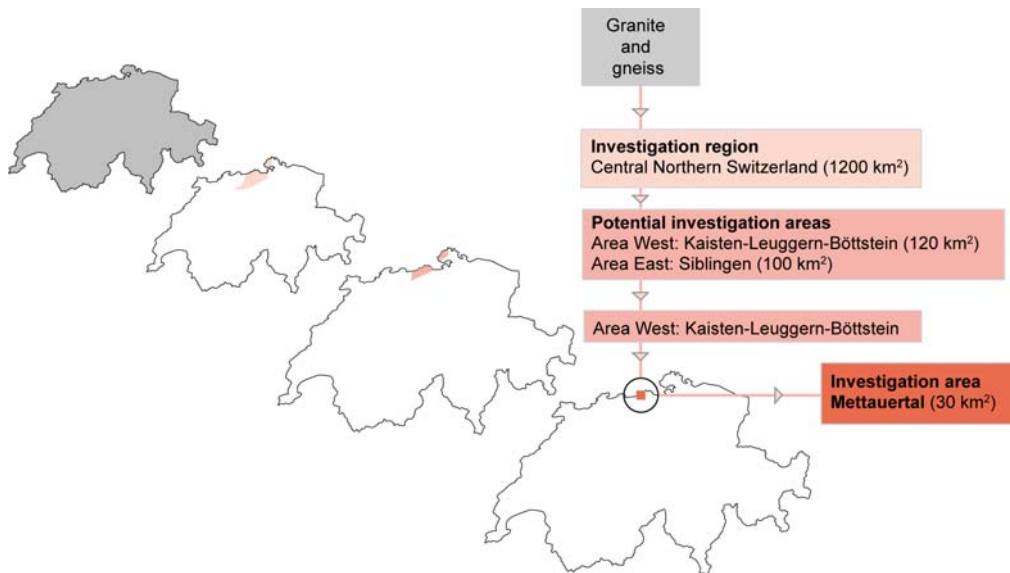 Granite
and
gneiss
Investigation region
Central Northern Switzerland (1200 km²)
Potential investigation areas
Area West: Kaisten-Leuggern-Böttstein (120 km²)
Area East: Siblingen (100 km²)
Area West: Kaisten-Leuggern-Böttstein
Investigation area
Mettauertal (30 km²)